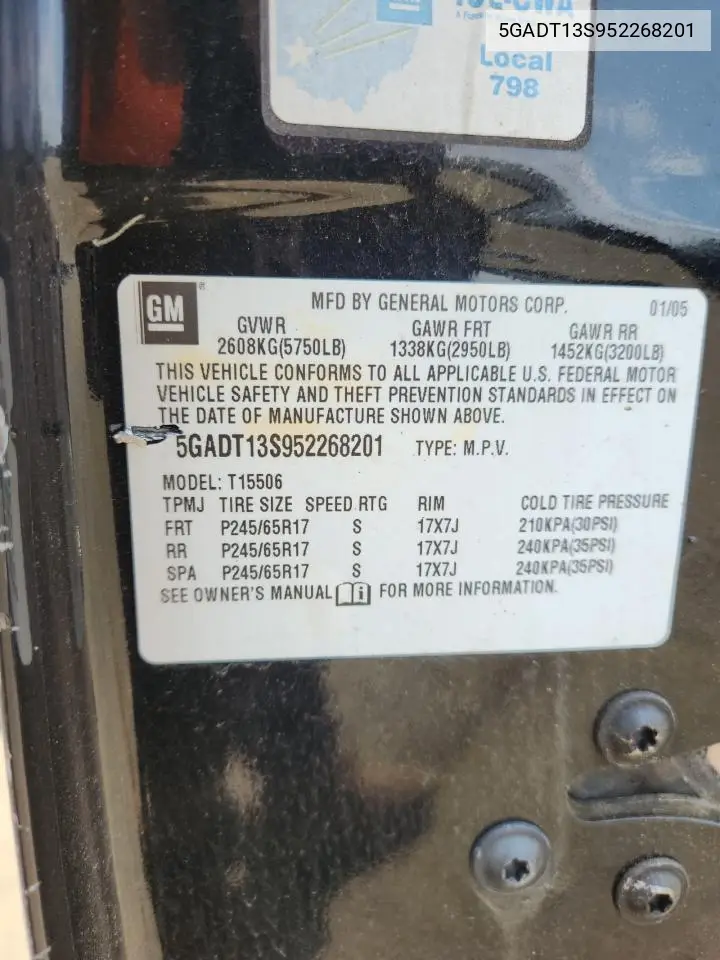 5GADT13S952268201
Local
798
GM
MFD BY GENERAL MOTORS CORP. 01/05
GVWR GAWR FRT GAWR RR
2608KG(5750LB) 1338KG(2950LB) 1452KG(3200LB)
THIS VEHICLE CONFORMS TO ALL APPLICABLE U.S. FEDERAL MOTOR
VEHICLE SAFETY AND THEFT PREVENTION STANDARDS IN EFFECT ON
THE DATE OF MANUFACTURE SHOWN ABOVE.
5GADT13S952268201 TYPE: M.P.V.
MODEL: T15506
TPMJ TIRE SIZE SPEED RTG RIM COLD TIRE PRESSURE
FRT P245/65R17 S 17X7J 210KPA(30PSI)
RR P245/65R17 S 17X7J 240KPA(35PSI)
SPA P245/65R17 S 17X7J 240KPA(35PSI)
SEE OWNER'S MANUAL i FOR MORE INFORMATION.